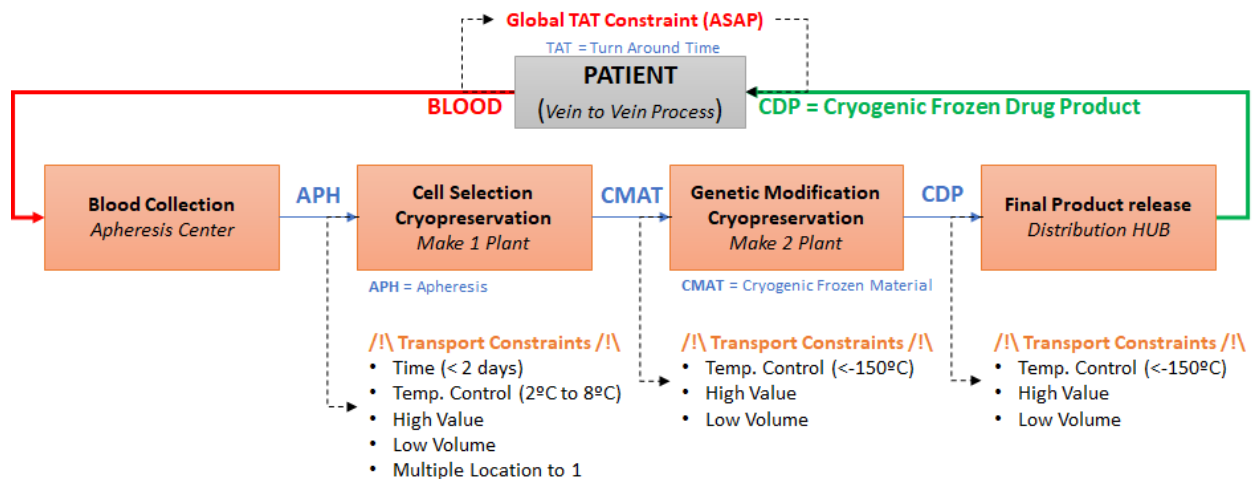 Global TAT Constraint (ASAP)
TAT = Turn Around Time
PATIENT
(Vein to Vein Process)
BLOOD
CDP = Cryogenic Frozen Drug Product
Blood Collection
Apheresis Center
APH
Cell Selection
Cryopreservation
Make 1 Plant
CMAT
Genetic Modification
Cryopreservation
Make 2 Plant
CDP
Final Product release
Distribution HUB
APH = Apheresis
CMAT = Cryogenic Frozen Material
/!\ Transport Constraints /!\
• Time (< 2 days)
• Temp. Control (2ºC to 8ºC)
• High Value
• Low Volume
• Multiple Location to 1
/!\ Transport Constraints /!\
• Temp. Control (<-150ºC)
• High Value
• Low Volume
/!\ Transport Constraints /!\
• Temp. Control (<-150ºC)
• High Value
• Low Volume